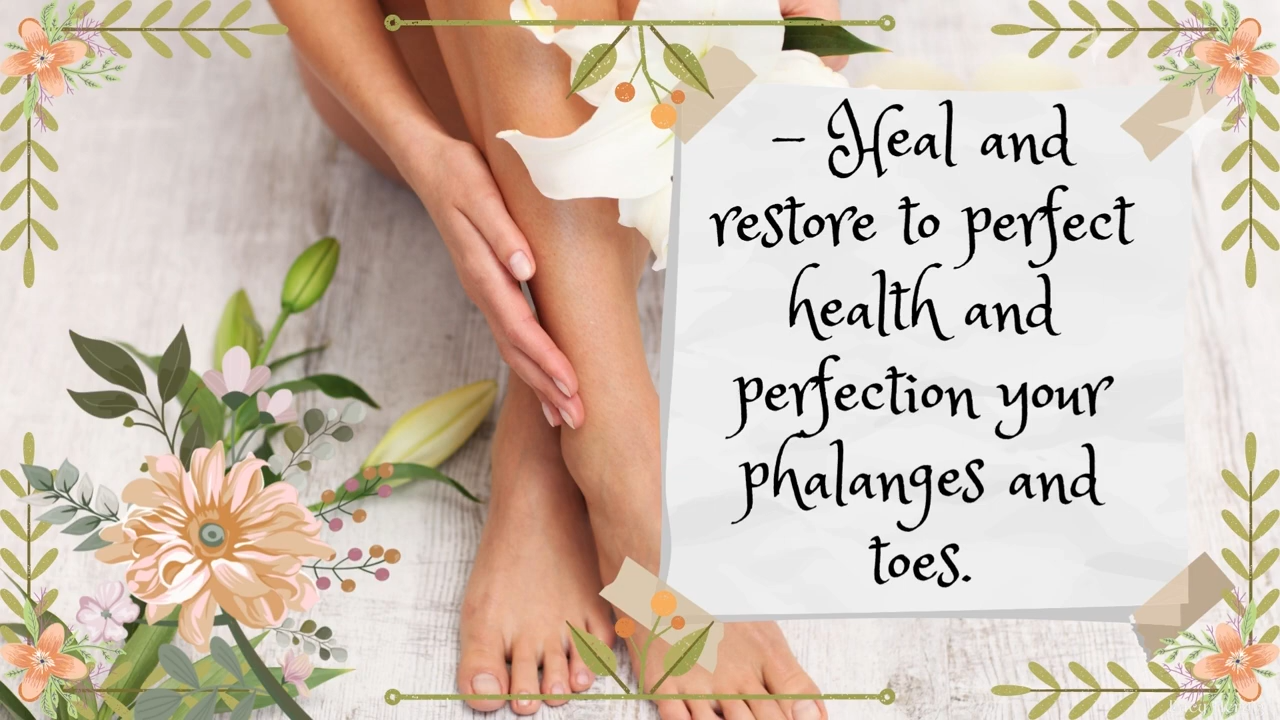 – Heal and
restore to perfect
health and
perfection your
phalanges and
toes.